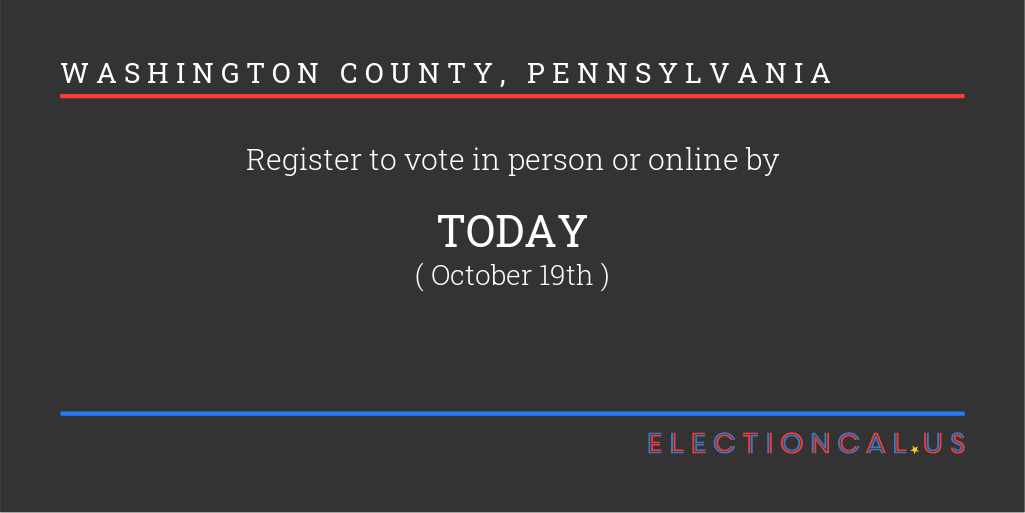 WASHINGTON COUNTY, PENNSYLVANIA
Register to vote in person or online by
TODAY
( October 19th )
ELECTIONCAL.US